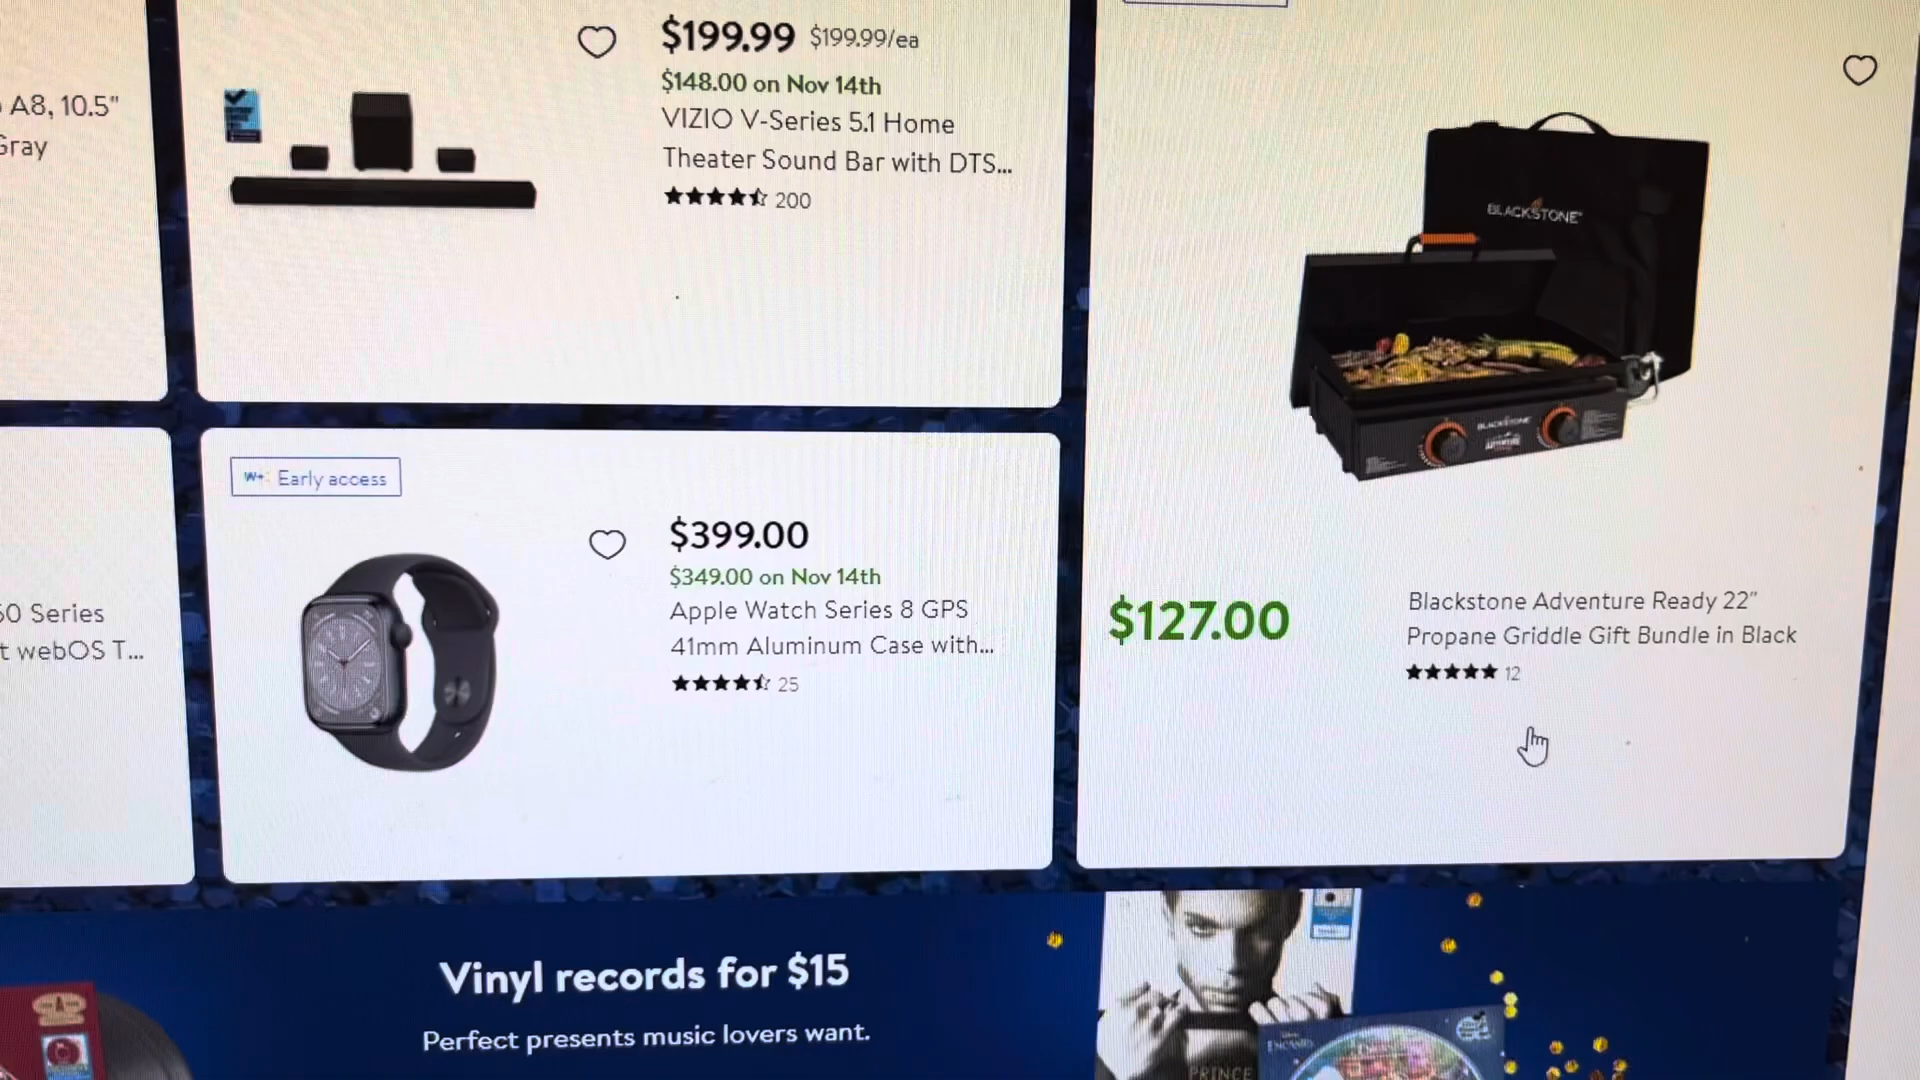 A8, 10.5"
Gray
$199.99 $199.99/ea
$148.00 on Nov 14th
VIZIO V-Series 5.1 Home
Theater Sound Bar with DTS...
200
BLACKSTONE
BLACKSTONE
ADVENTURE
$127.00
Blackstone Adventure Ready 22"
Propane Griddle Gift Bundle in Black
12
Series
webOS T...
W+ Early access
$399.00
$349.00 on Nov 14th
Apple Watch Series 8 GPS
41mm Aluminum Case with...
25
Vinyl records for $15
Perfect presents music lovers want.
PRINCE
ENCANTO